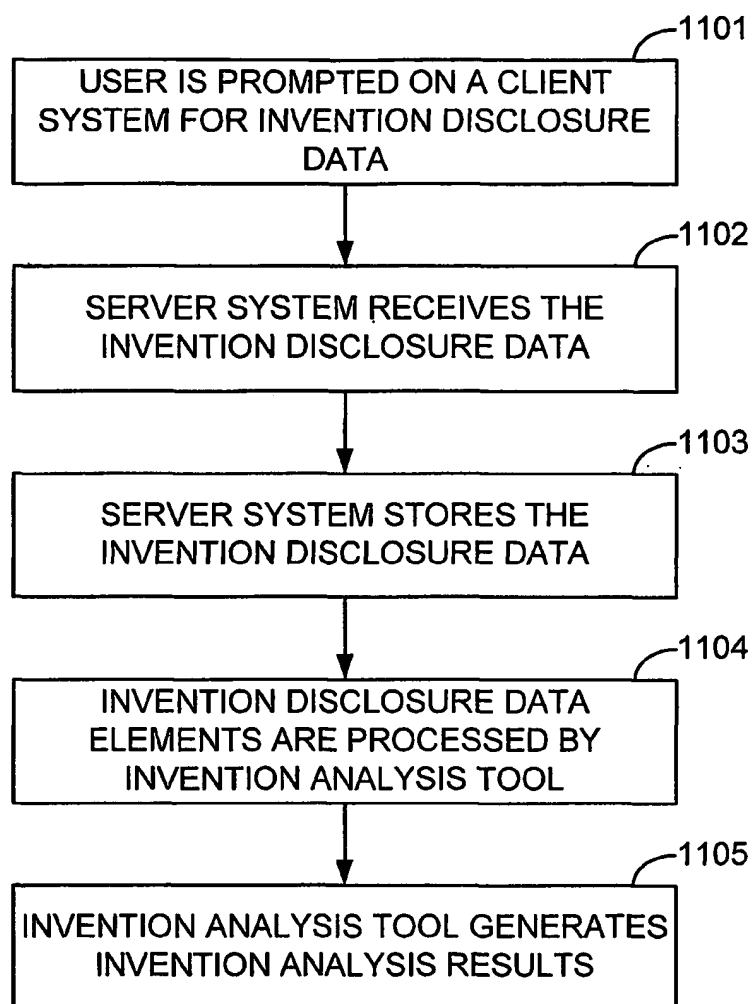 1101
USER IS PROMPTED ON A CLIENT
SYSTEM FOR INVENTION DISCLOSURE
DATA
1102
SERVER SYSTEM RECEIVES THE
INVENTION DISCLOSURE DATA
1103
SERVER SYSTEM STORES THE
INVENTION DISCLOSURE DATA
1104
INVENTION DISCLOSURE DATA
ELEMENTS ARE PROCESSED BY
INVENTION ANALYSIS TOOL
1105
INVENTION ANALYSIS TOOL GENERATES
INVENTION ANALYSIS RESULTS